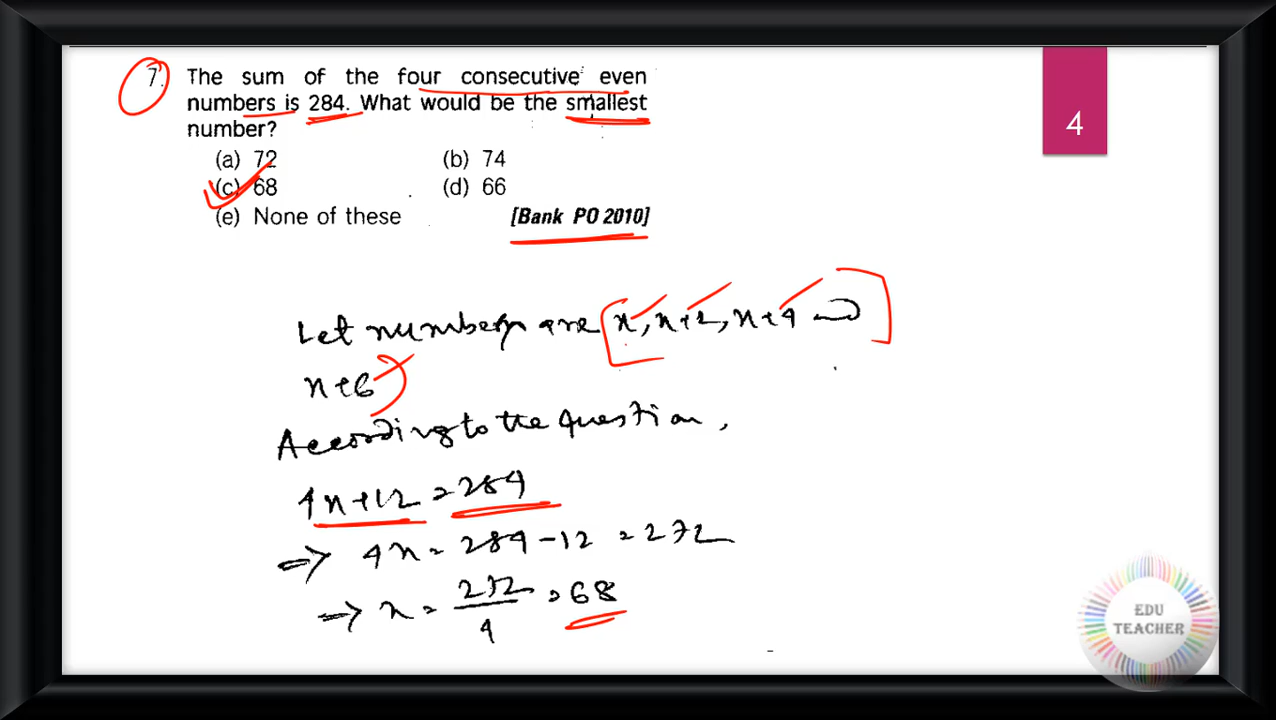 7. The sum of the four consecutive even
numbers is 284. What would be the smallest
number?
(a) 72 (b) 74
(c) 68 (d) 66
(e) None of these [Bank PO 2010]
4
Let numbers are x, x+2, x+4
x+6
According to the question,
4x+12 = 284
⇒ 4x = 284 - 12 = 272
⇒ x = 272/4 = 68
EDU
TEACHER